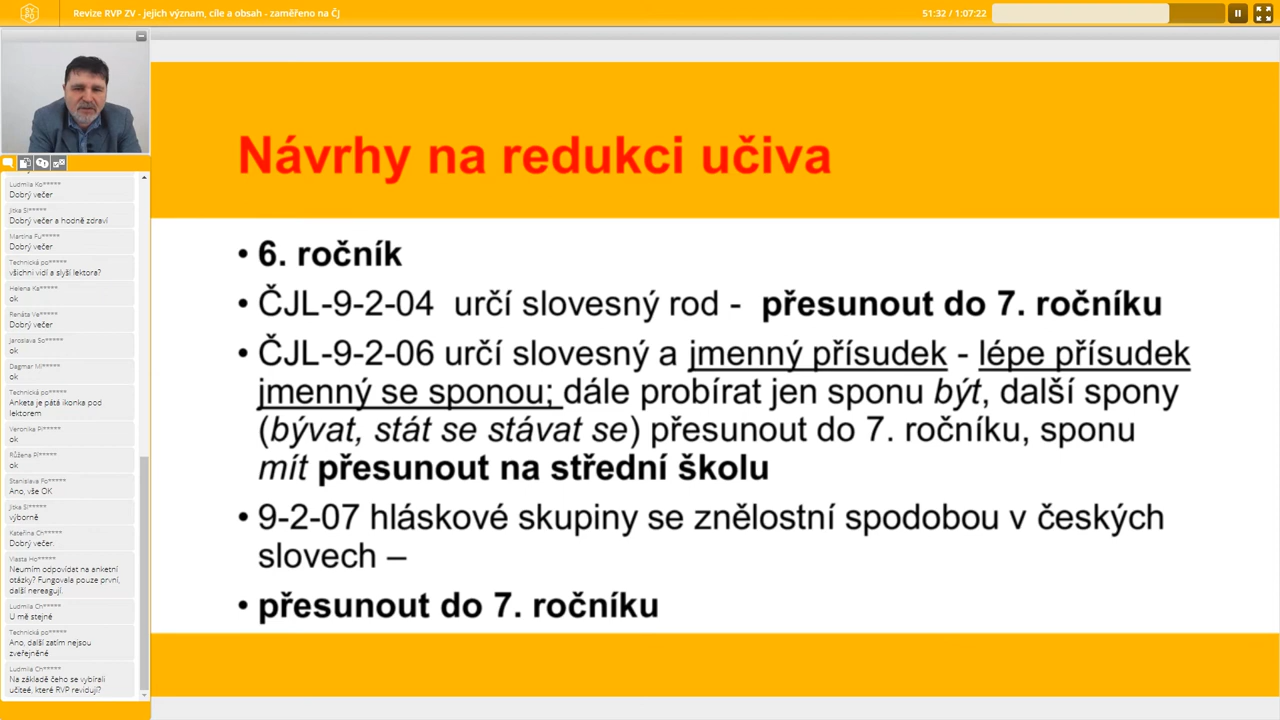 Revize RVP ZV - jejich význam, cíle a obsah - zaměřeno na ČJ
51:32 / 1:07:22
Návrhy na redukci učiva
• 6. ročník
• ČJL-9-2-04 určí slovesný rod - přesunout do 7. ročníku
• ČJL-9-2-06 určí slovesný a jmenný přísudek - lépe přísudek
jmenný se sponou; dále probírat jen sponu být, další spony
(bývat, stát se stávat se) přesunout do 7. ročníku, sponu
mít přesunout na střední školu
• 9-2-07 hláskové skupiny se znělostní spodobou v českých
slovech –
• přesunout do 7. ročníku
Ludmila Ko*****
Dobrý večer
Jitka Sl*****
Dobrý večer a hodně zdraví
Martina Fu*****
Dobrý večer
Technická po*****
všichni vidí a slyší lektora?
Helena Ka*****
ok
Renáta Ve*****
Dobrý večer
Jaroslava So*****
ok
Dagmar Mi*****
ok
Technická po*****
Anketa je pátá ikonka pod
lektorem
Veronika Pi*****
ok
Růžena Pl*****
ok
Stanislava Fo*****
Ano, vše OK
Jitka Sl*****
výborně
Kateřina Ch*****
Dobrý večer.
Vlasta Ho*****
Neumím odpovídat na anketní
otázky? Fungovala pouze první,
další nereagují.
Ludmila Ch*****
U mě stejné
Technická po*****
Ano, další zatím nejsou
zveřejněné
Ludmila Ch*****
Na základě čeho se vybírali
učiteé, které RVP revidují?